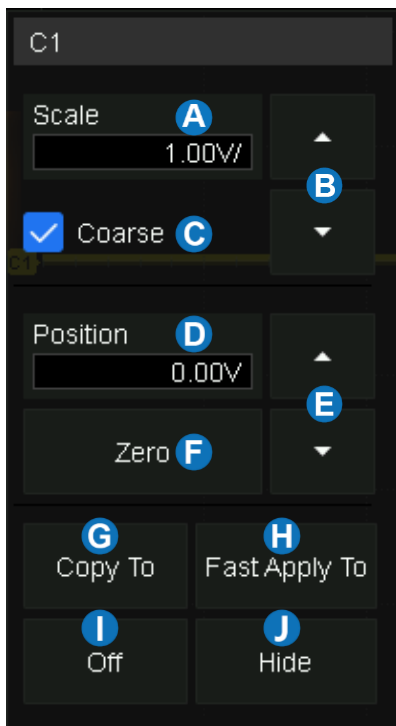 C1
Scale A
1.00V/
B
Coarse C
C1
Position D
0.00V
E
Zero F
G H
Copy To Fast Apply To
I J
Off Hide